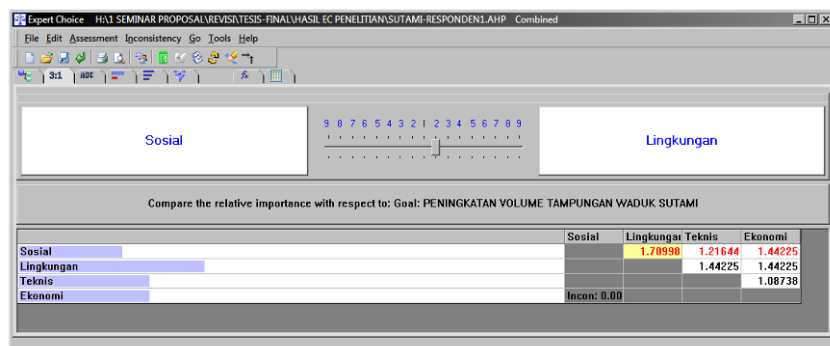 Expert Choice H:\1 SEMINAR PROPOSAL\REVISI\TESIS-FINAL\HASIL EC PENELITIAN\SUTAMI-RESPONDEN1.AHP Combined
File Edit Assessment Inconsistency Go Tools Help
3:1 ABC fx
Sosial 9 8 7 6 5 4 3 2 1 2 3 4 5 6 7 8 9 Lingkungan
Compare the relative importance with respect to: Goal: PENINGKATAN VOLUME TAMPUNGAN WADUK SUTAMI
Sosial Lingkungan Teknis Ekonomi
Sosial 1.70998 1.21644 1.44225
Lingkungan 1.44225 1.44225
Teknis 1.08738
Ekonomi Incon: 0.00